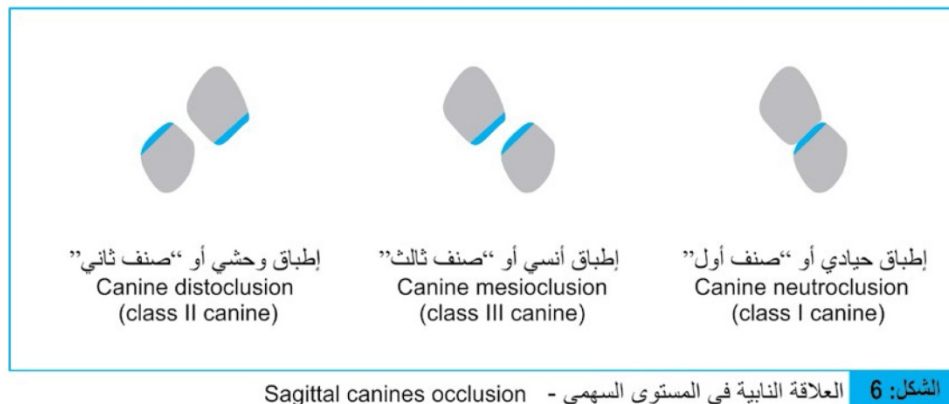 إطباق حيادي أو “صنف أول”
Canine neutroclusion
(class I canine)
إطباق أنسي أو “صنف ثالث”
Canine mesioclusion
(class III canine)
إطباق وحشي أو “صنف ثاني”
Canine distoclusion
(class II canine)
الشكل: 6 العلاقة النابية في المستوى السهمي - Sagittal canines occlusion